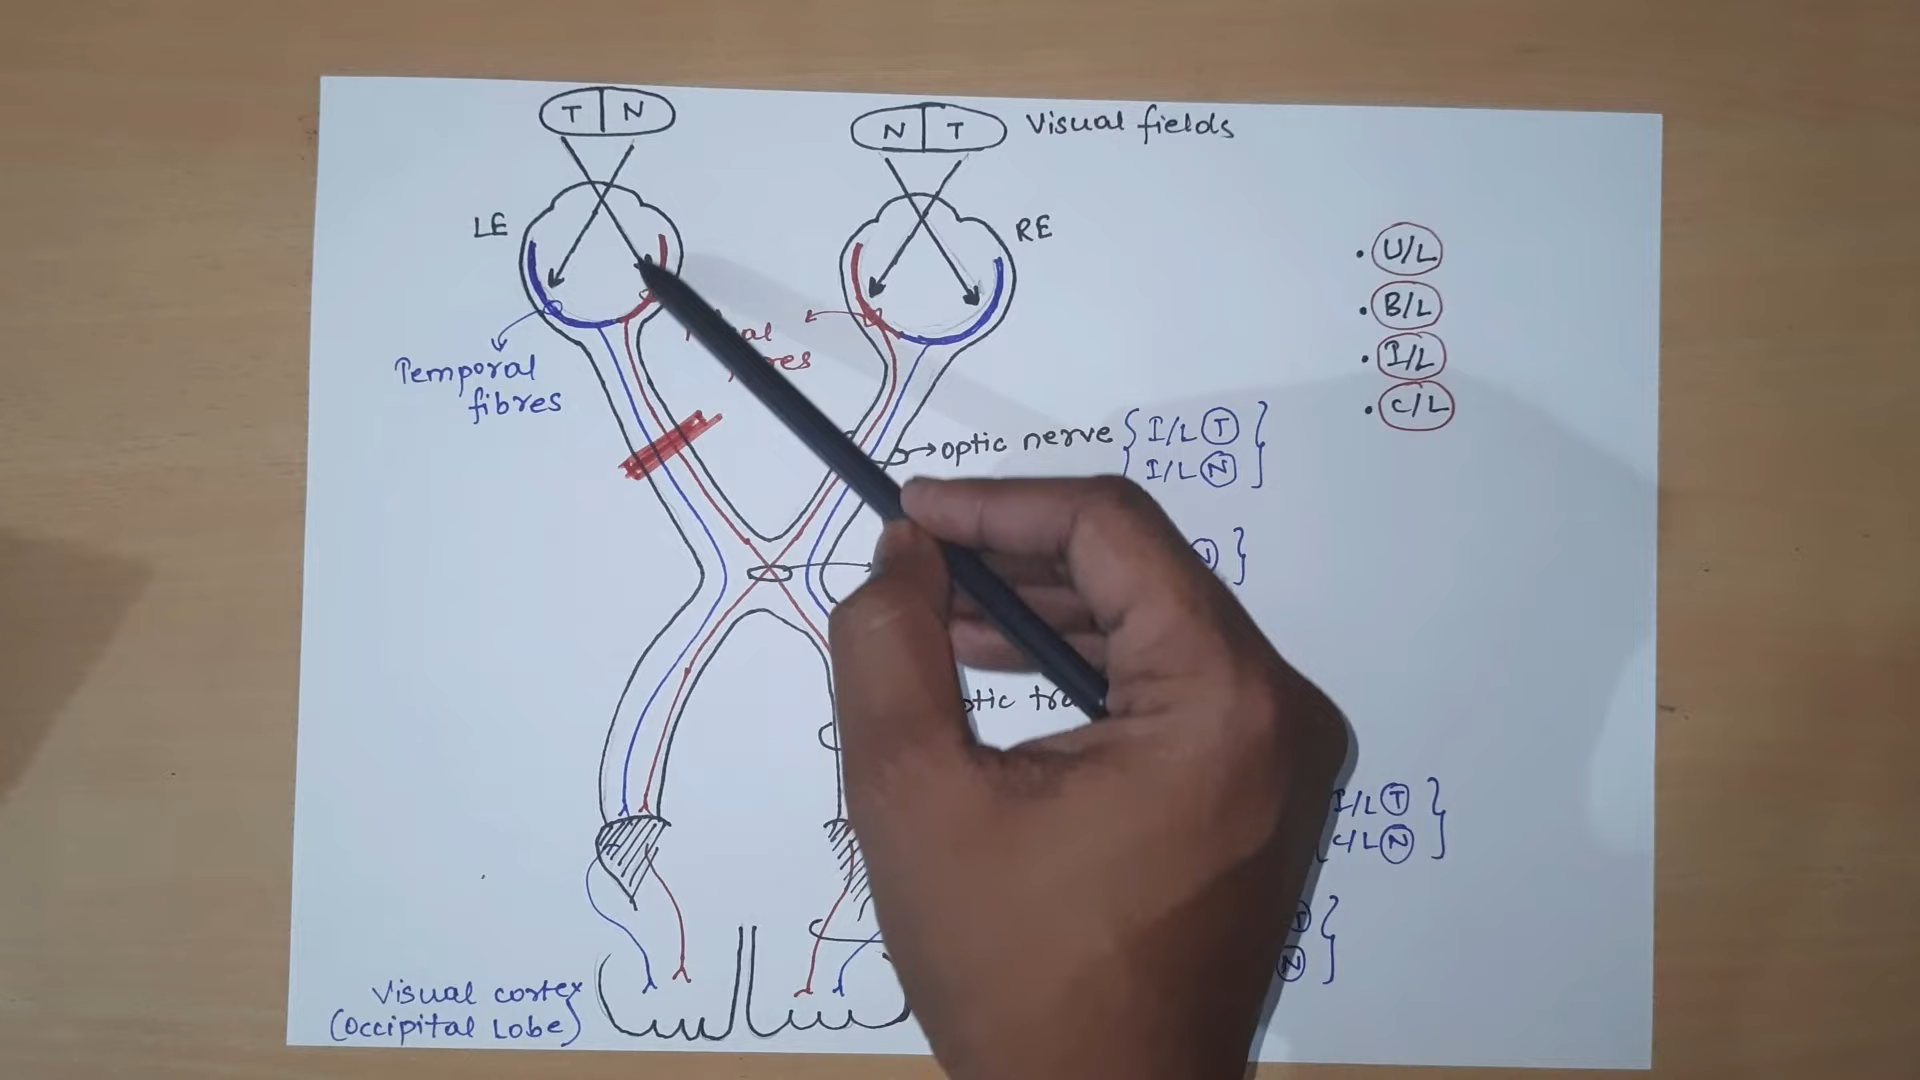 T N
N T
Visual fields
LE
RE
U/L
B/L
I/L
C/L
Temporal
fibres
optic nerve { I/L T }
{ I/L N }
N }
I/L T }
C/L N
T }
N
Visual cortex
(Occipital Lobe)